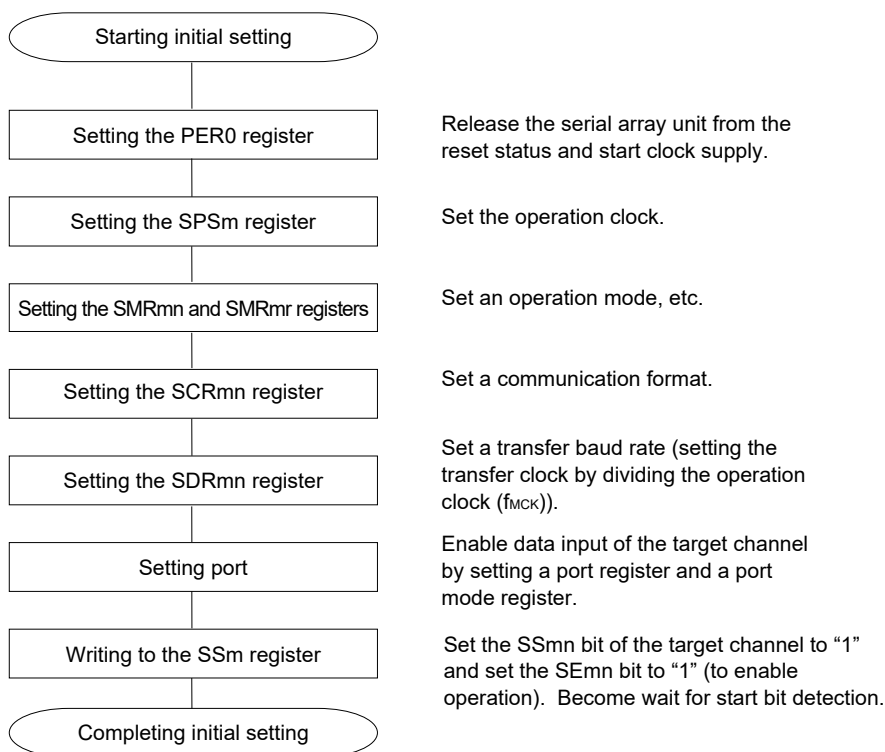 Starting initial setting
Setting the PER0 register
Release the serial array unit from the
reset status and start clock supply.
Setting the SPSm register
Set the operation clock.
Setting the SMRmn and SMRmr registers
Set an operation mode, etc.
Setting the SCRmn register
Set a communication format.
Setting the SDRmn register
Set a transfer baud rate (setting the
transfer clock by dividing the operation
clock (fMCK)).
Setting port
Enable data input of the target channel
by setting a port register and a port
mode register.
Writing to the SSm register
Set the SSmn bit of the target channel to “1”
and set the SEmn bit to “1” (to enable
operation).  Become wait for start bit detection.
Completing initial setting